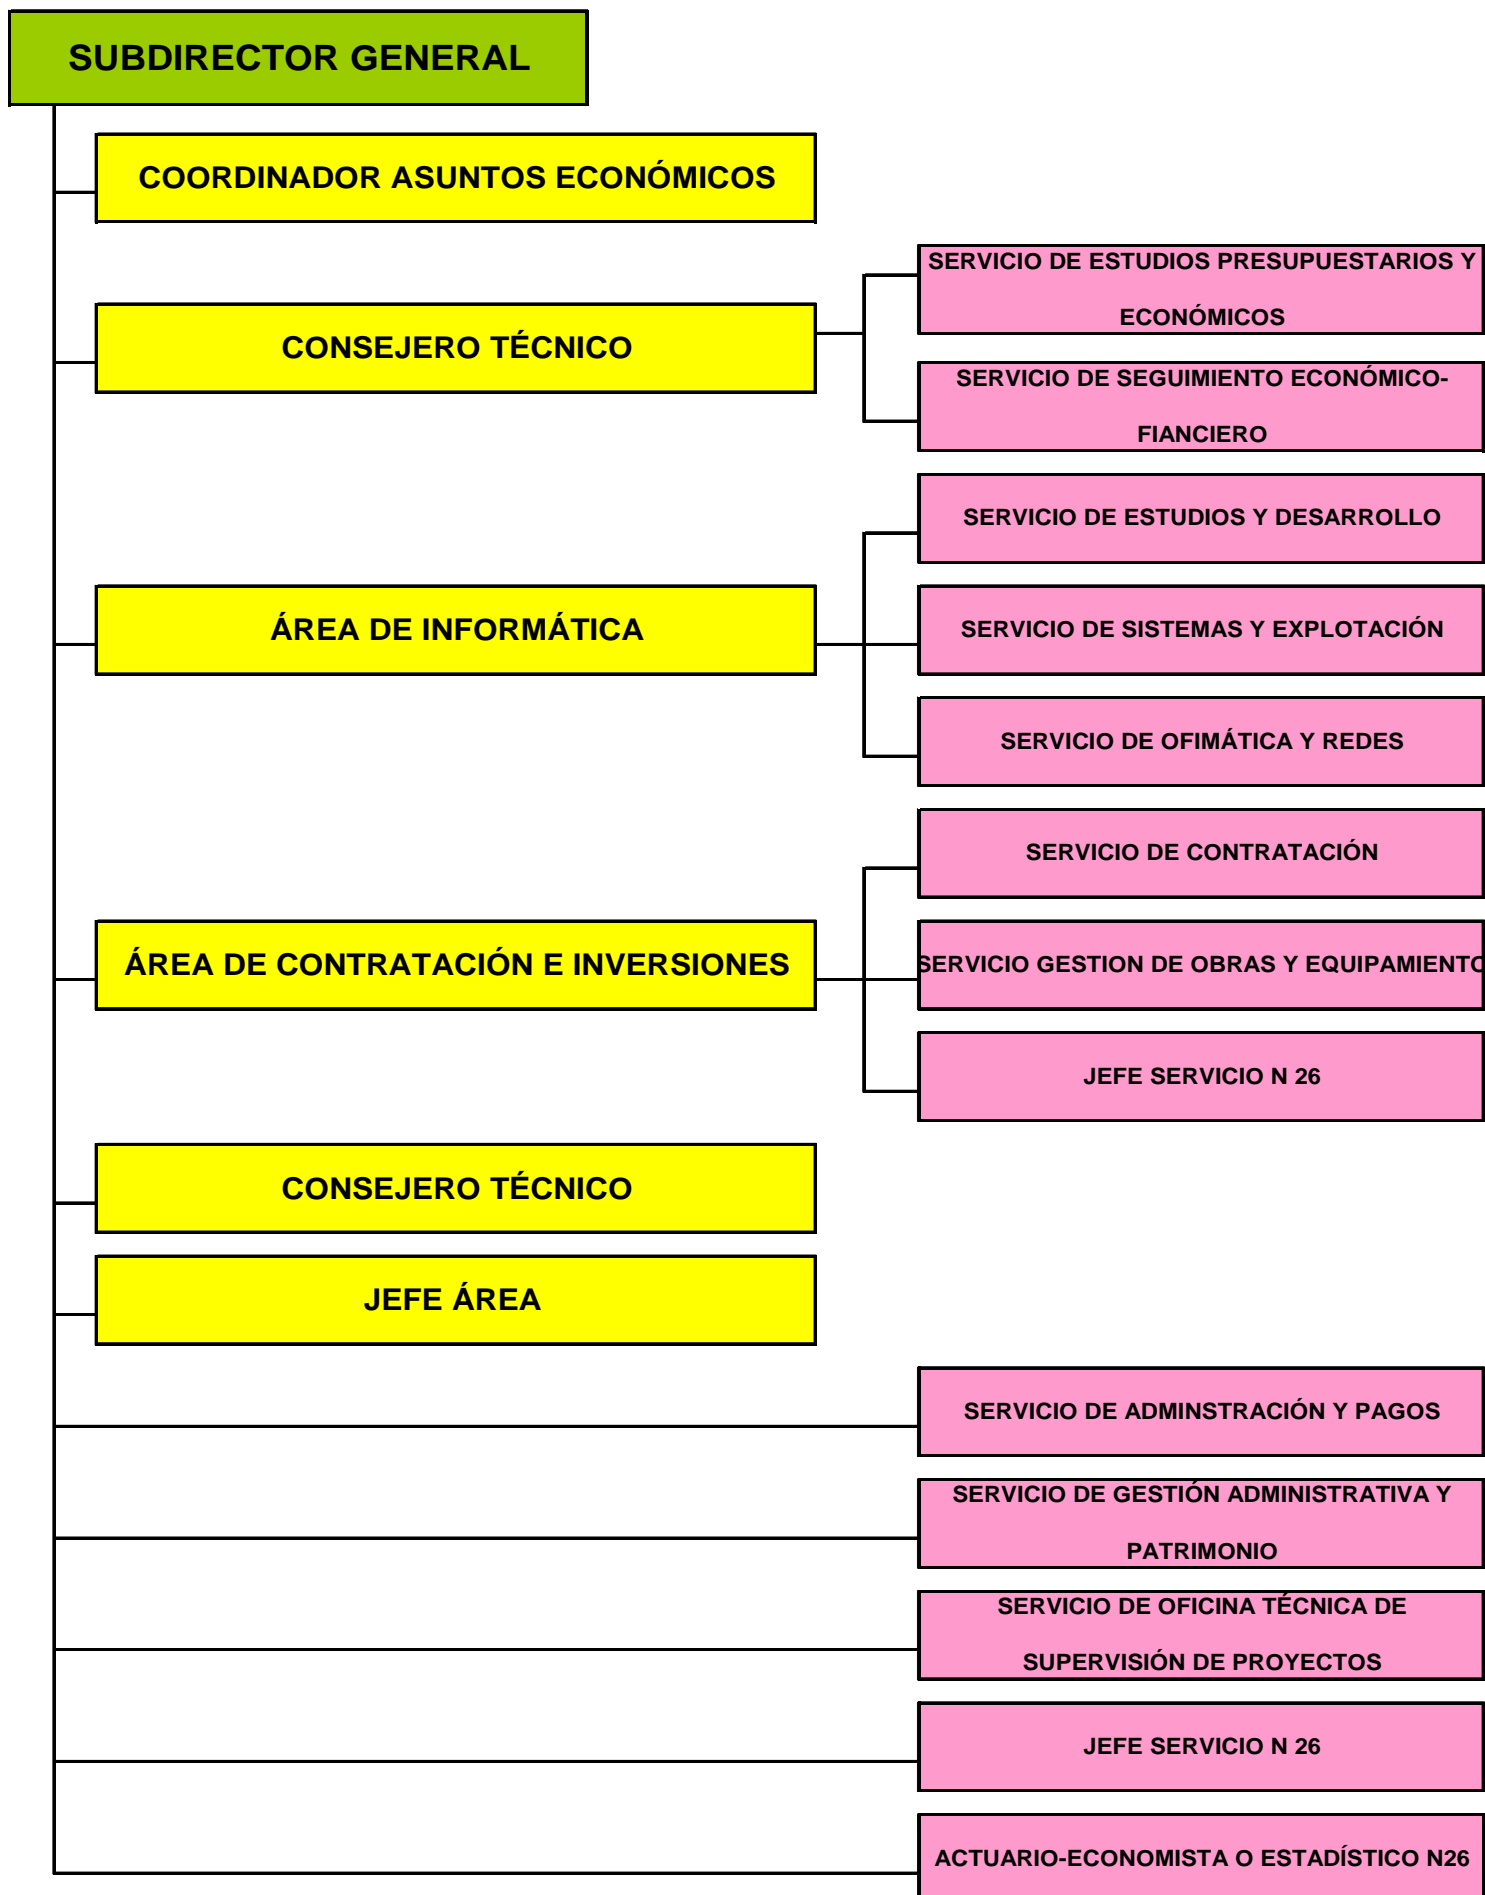 SUBDIRECTOR GENERAL
COORDINADOR ASUNTOS ECONÓMICOS
SERVICIO DE ESTUDIOS PRESUPUESTARIOS Y
ECONÓMICOS
CONSEJERO TÉCNICO
SERVICIO DE SEGUIMIENTO ECONÓMICO-
FIANCIERO
SERVICIO DE ESTUDIOS Y DESARROLLO
ÁREA DE INFORMÁTICA
SERVICIO DE SISTEMAS Y EXPLOTACIÓN
SERVICIO DE OFIMÁTICA Y REDES
SERVICIO DE CONTRATACIÓN
ÁREA DE CONTRATACIÓN E INVERSIONES
SERVICIO GESTION DE OBRAS Y EQUIPAMIENTO
JEFE SERVICIO N 26
CONSEJERO TÉCNICO
JEFE ÁREA
SERVICIO DE ADMINSTRACIÓN Y PAGOS
SERVICIO DE GESTIÓN ADMINISTRATIVA Y
PATRIMONIO
SERVICIO DE OFICINA TÉCNICA DE
SUPERVISIÓN DE PROYECTOS
JEFE SERVICIO N 26
ACTUARIO-ECONOMISTA O ESTADÍSTICO N26